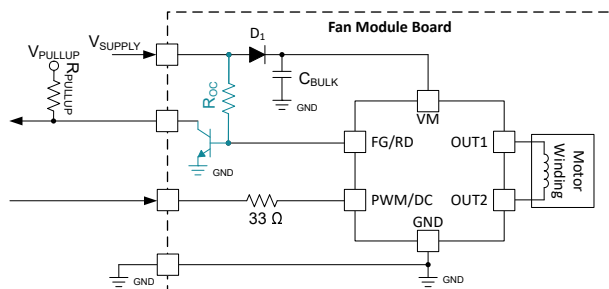 Fan Module Board
VSUPPLY
D1
VPULLUP
RPULLUP
ROC
CBULK
GND
VM
FG/RD
OUT1
GND
Motor
Winding
PWM/DC
OUT2
33 Ω
GND
GND
GND